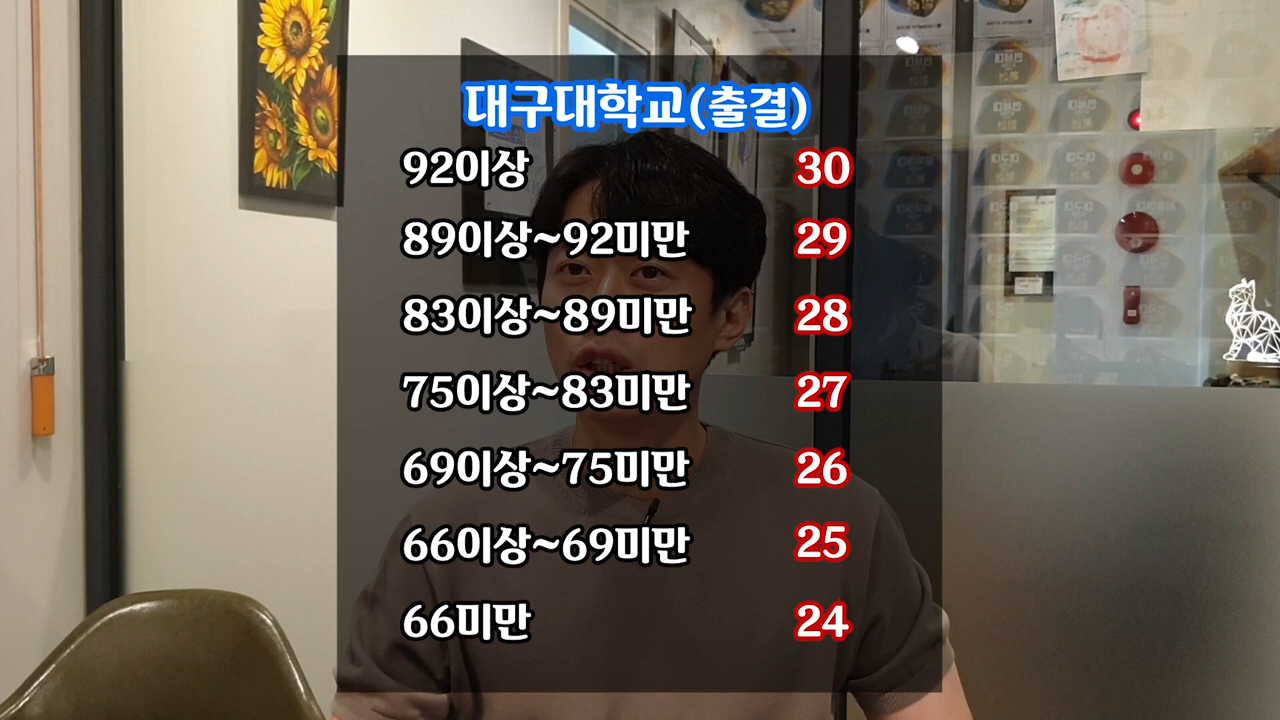 대구대학교(출결)
92이상 30
89이상~92미만 29
83이상~89미만 28
75이상~83미만 27
69이상~75미만 26
66이상~69미만 25
66미만 24